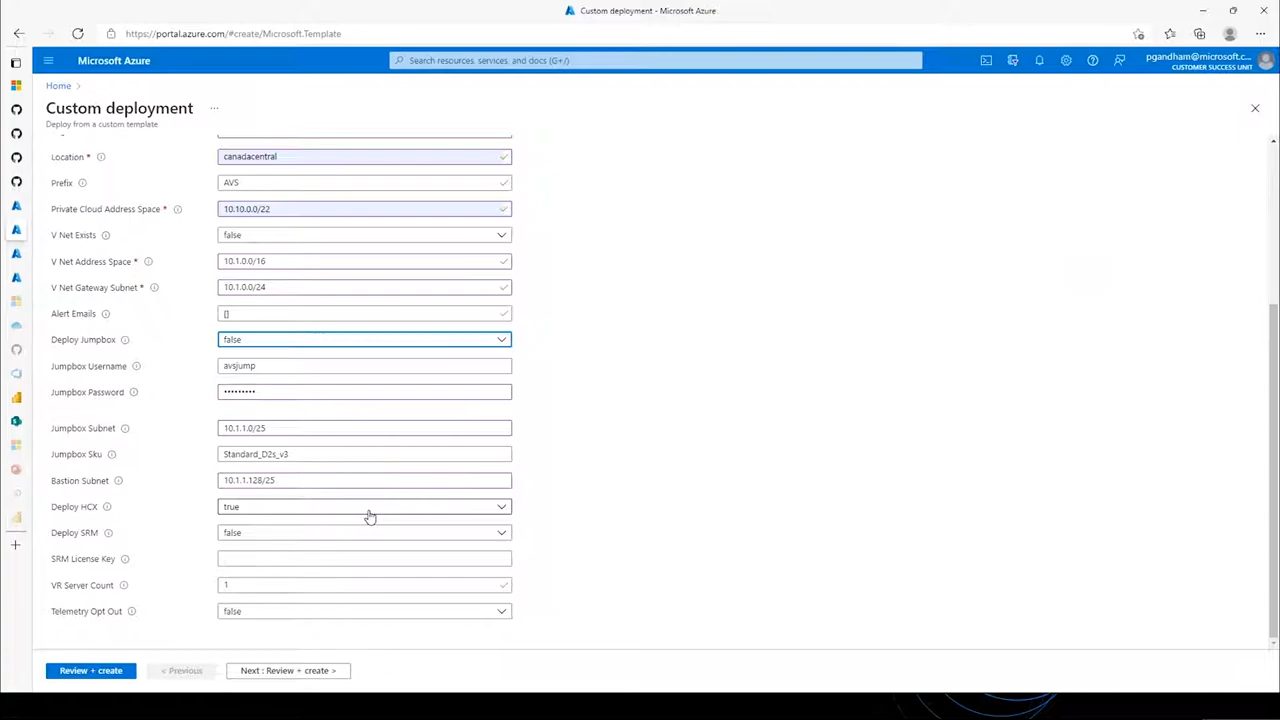 Custom deployment - Microsoft Azure
https://portal.azure.com/#create/Microsoft.Template
Microsoft Azure
Search resources, services, and docs (G+/)
pgandham@microsoft.c...
CUSTOMER SUCCESS UNIT
Home >
Custom deployment ...
Deploy from a custom template
Location * canadacentral
Prefix AVS
Private Cloud Address Space * 10.10.0.0/22
V Net Exists false
V Net Address Space * 10.1.0.0/16
V Net Gateway Subnet * 10.1.0.0/24
Alert Emails []
Deploy Jumpbox false
Jumpbox Username avsjump
Jumpbox Password •••••••••
Jumpbox Subnet 10.1.1.0/25
Jumpbox Sku Standard_D2s_v3
Bastion Subnet 10.1.1.128/25
Deploy HCX true
Deploy SRM false
SRM License Key
VR Server Count 1
Telemetry Opt Out false
Review + create
< Previous
Next : Review + create >